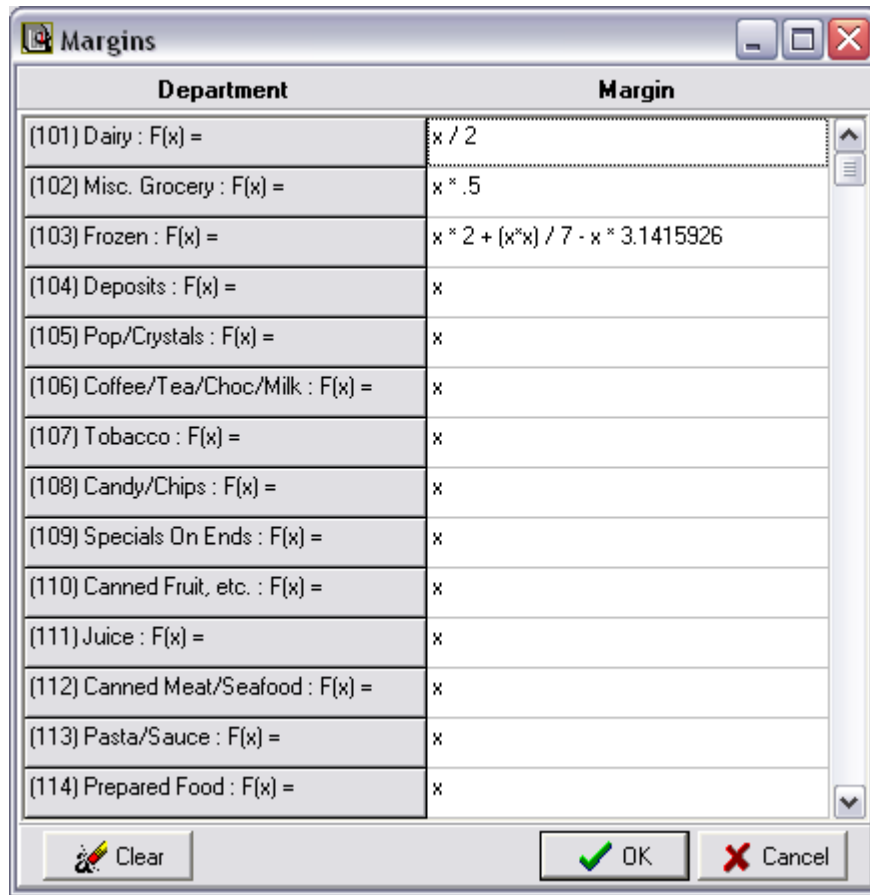 Margins
Department Margin
(101) Dairy : F(x) = x / 2
(102) Misc. Grocery : F(x) = x * .5
(103) Frozen : F(x) = x * 2 + (x*x) / 7 - x * 3.1415926
(104) Deposits : F(x) = x
(105) Pop/Crystals : F(x) = x
(106) Coffee/Tea/Choc/Milk : F(x) = x
(107) Tobacco : F(x) = x
(108) Candy/Chips : F(x) = x
(109) Specials On Ends : F(x) = x
(110) Canned Fruit, etc. : F(x) = x
(111) Juice : F(x) = x
(112) Canned Meat/Seafood : F(x) = x
(113) Pasta/Sauce : F(x) = x
(114) Prepared Food : F(x) = x
Clear OK Cancel